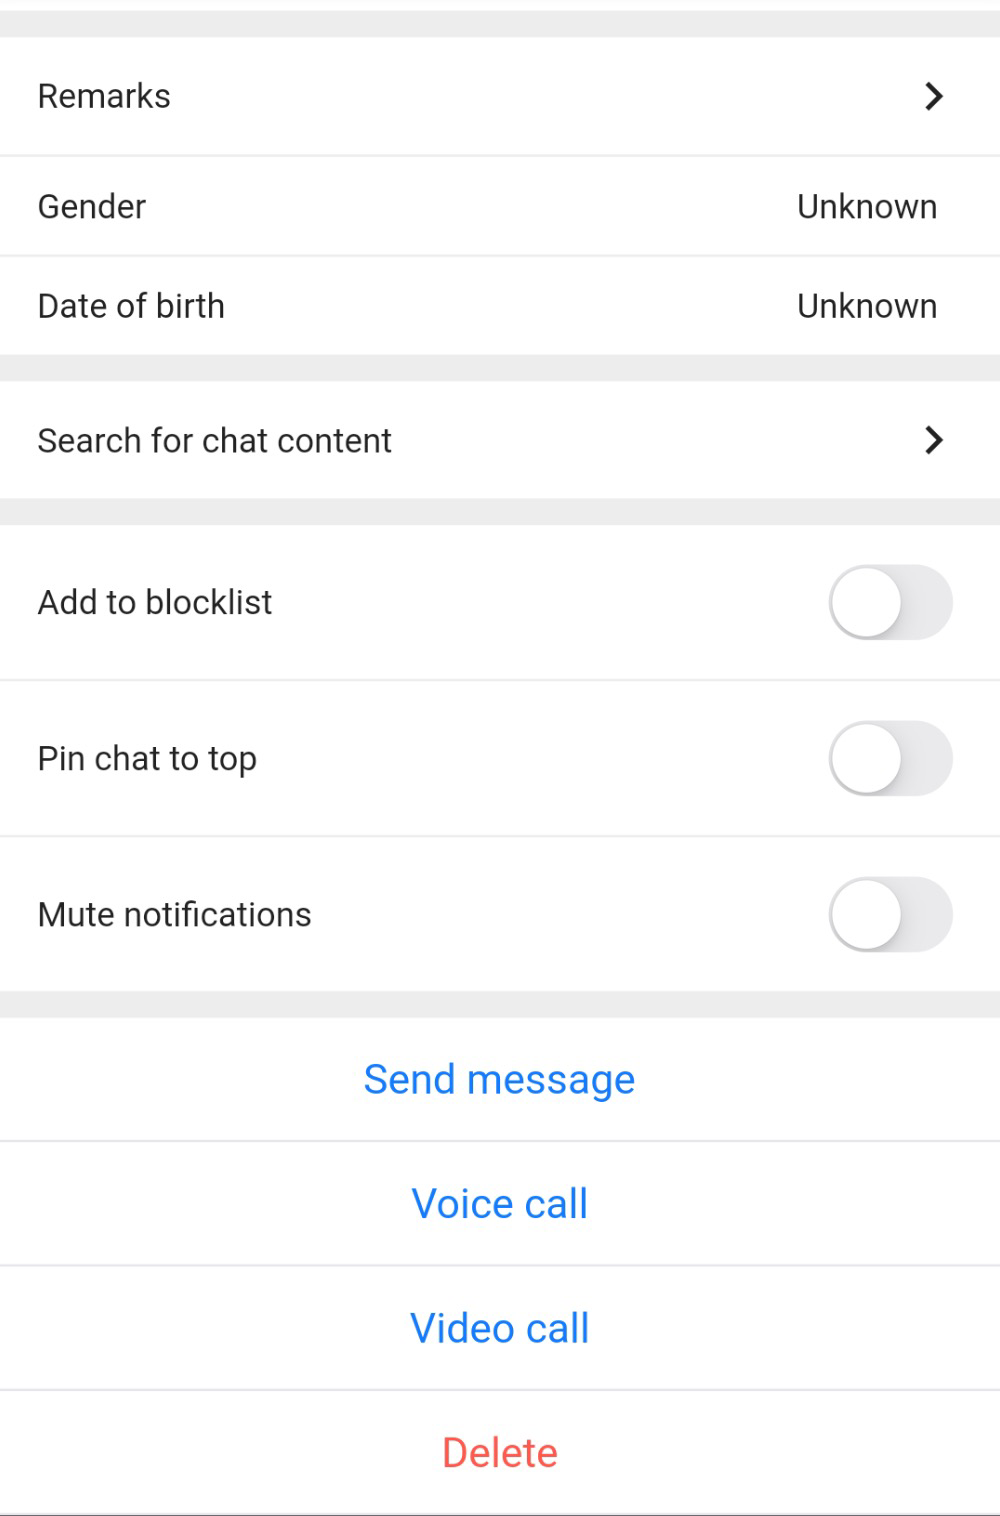 Remarks
Gender Unknown
Date of birth Unknown
Search for chat content
Add to blocklist
Pin chat to top
Mute notifications
Send message
Voice call
Video call
Delete